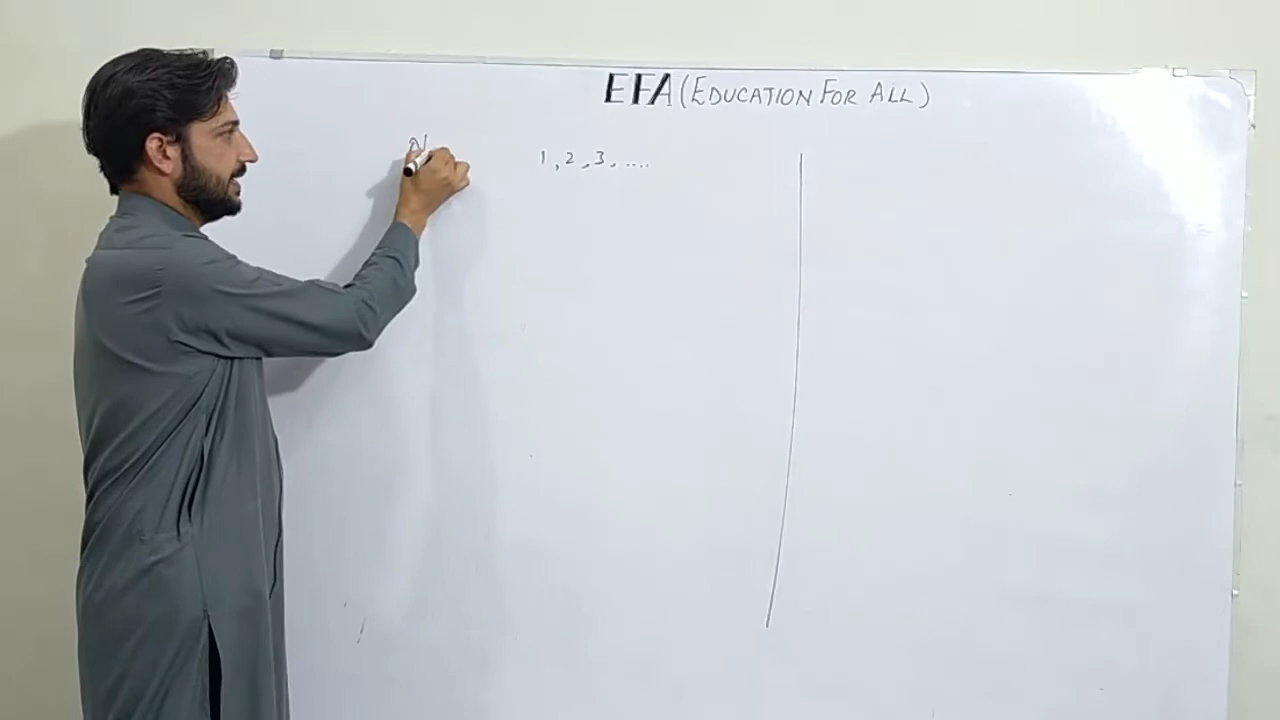 EFA (EDUCATION FOR ALL)
1, 2, 3, ....